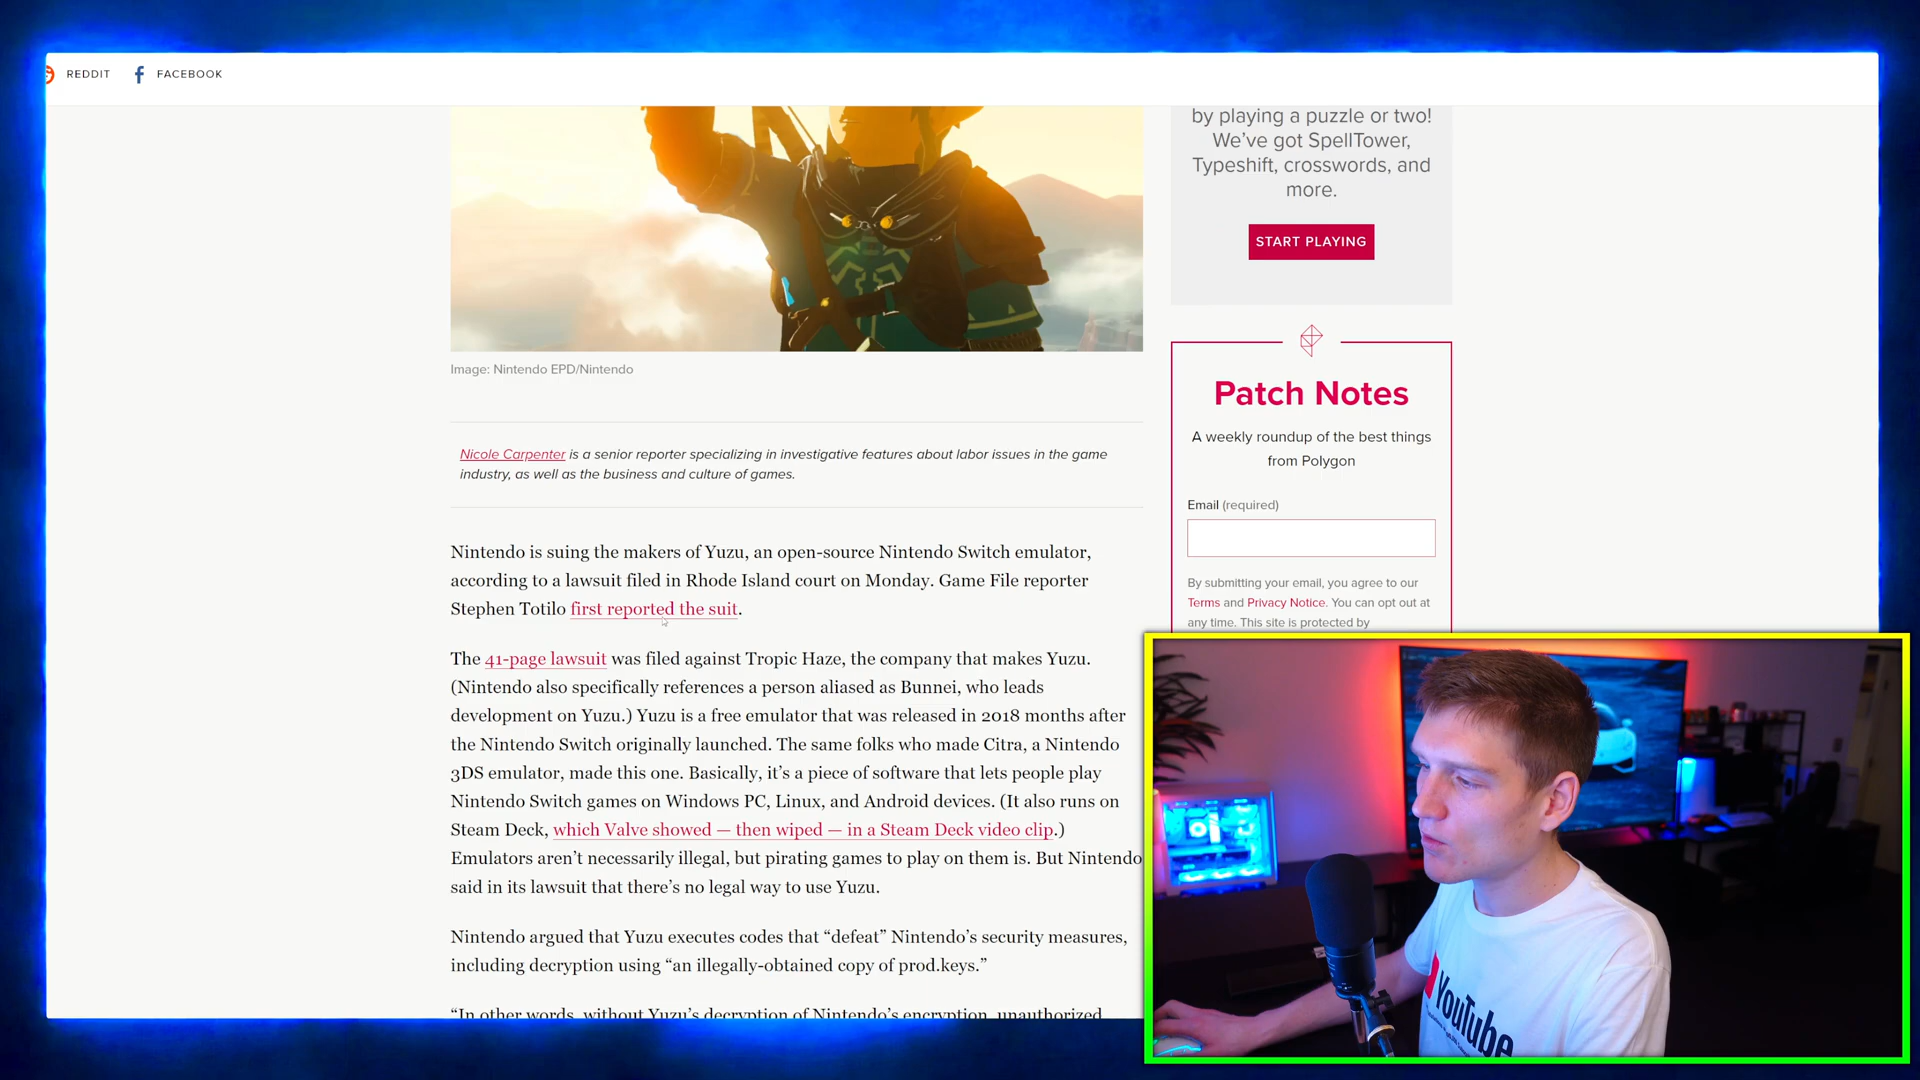 REDDIT FACEBOOK
by playing a puzzle or two!
We've got SpellTower,
Typeshift, crosswords, and
more.
START PLAYING
Image: Nintendo EPD/Nintendo
Patch Notes
A weekly roundup of the best things
from Polygon
Email (required)
By submitting your email, you agree to our
Terms and Privacy Notice. You can opt out at
any time. This site is protected by
Nicole Carpenter is a senior reporter specializing in investigative features about labor issues in the game
industry, as well as the business and culture of games.
Nintendo is suing the makers of Yuzu, an open-source Nintendo Switch emulator,
according to a lawsuit filed in Rhode Island court on Monday. Game File reporter
Stephen Totilo first reported the suit.
The 41-page lawsuit was filed against Tropic Haze, the company that makes Yuzu.
(Nintendo also specifically references a person aliased as Bunnei, who leads
development on Yuzu.) Yuzu is a free emulator that was released in 2018 months after
the Nintendo Switch originally launched. The same folks who made Citra, a Nintendo
3DS emulator, made this one. Basically, it's a piece of software that lets people play
Nintendo Switch games on Windows PC, Linux, and Android devices. (It also runs on
Steam Deck, which Valve showed — then wiped — in a Steam Deck video clip.)
Emulators aren't necessarily illegal, but pirating games to play on them is. But Nintendo
said in its lawsuit that there's no legal way to use Yuzu.
Nintendo argued that Yuzu executes codes that “defeat” Nintendo's security measures,
including decryption using “an illegally-obtained copy of prod.keys.”
“In other words, without Yuzu's decryption of Nintendo's encryption, unauthorized
YouTube